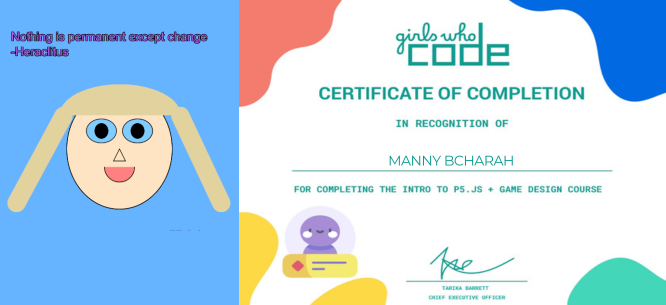 Nothing is permanent except change
-Heraclitus
girls who
code
CERTIFICATE OF COMPLETION
IN RECOGNITION OF
MANNY BCHARAH
FOR COMPLETING THE INTRO TO P5.JS + GAME DESIGN COURSE
TARIKA BARRETT
CHIEF EXECUTIVE OFFICER